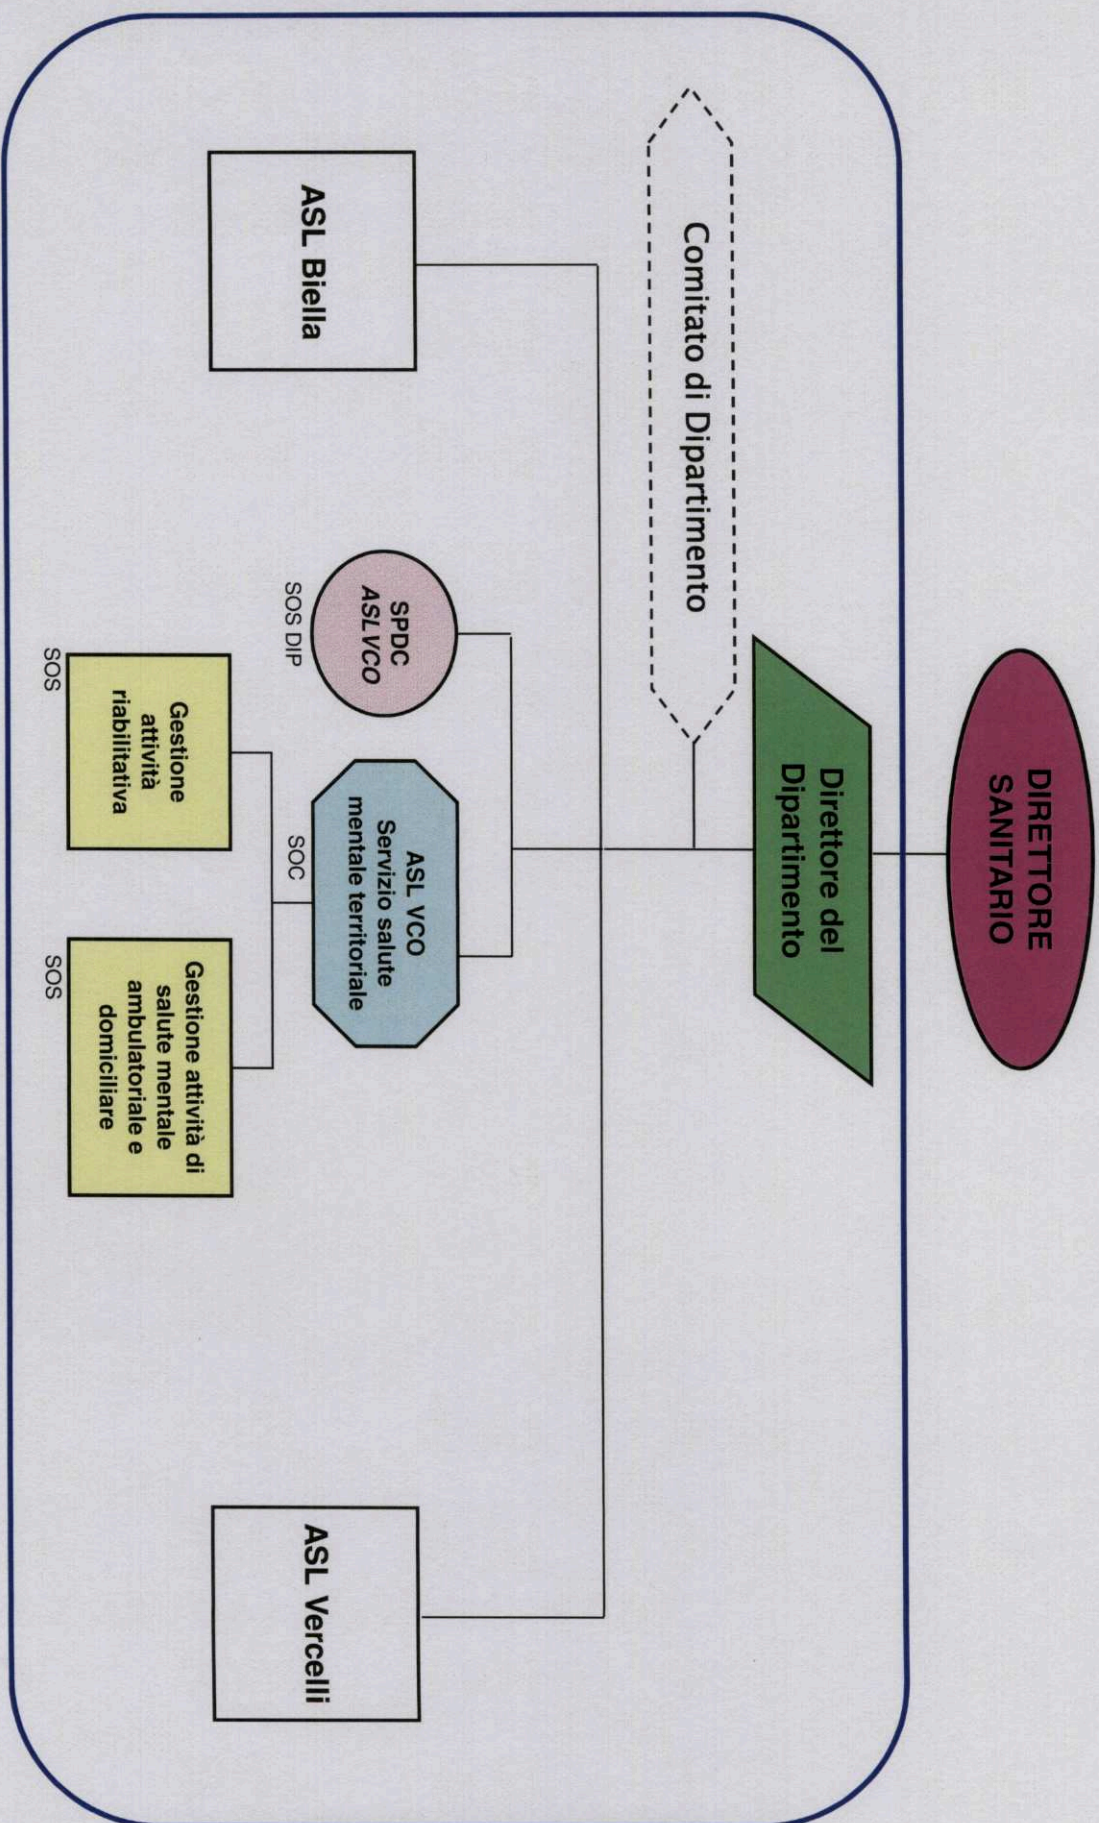 DIRETTORE
SANITARIO
Direttore del
Dipartimento
Comitato di Dipartimento
ASL Biella
SPDC
ASLVCO
SOS DIP
ASL VCO
Servizio salute
mentale territoriale
SOC
ASL Vercelli
Gestione
attività
riabilitativa
SOS
Gestione attività di
salute mentale
ambulatoriale e
domiciliare
SOS